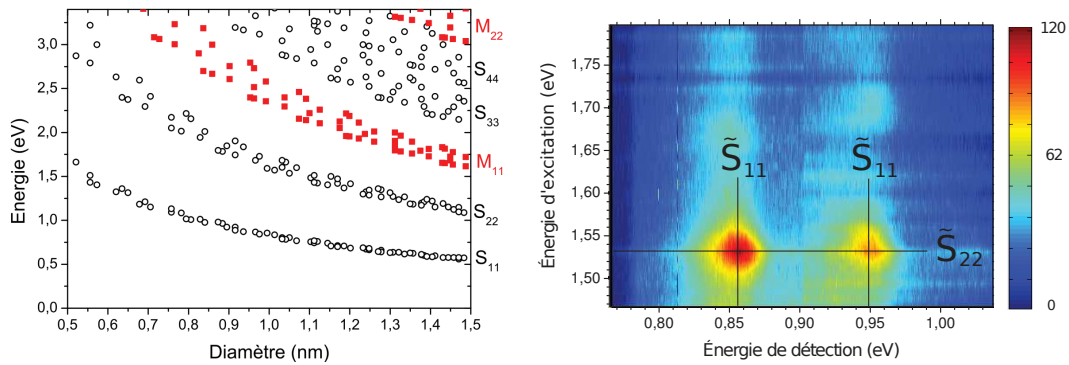 Energie (eV)
3,0
2,5
2,0
1,5
1,0
0,5
0,0
0,5 0,6 0,7 0,8 0,9 1,0 1,1 1,2 1,3 1,4 1,5
Diamètre (nm)
M22
S44
S33
M11
S22
S11
Énergie d'excitation (eV)
1,75
1,70
1,65
1,60
1,55
1,50
0,80 0,85 0,90 0,95 1,00
Énergie de détection (eV)
S̃11 S̃11
S̃22
120
62
0